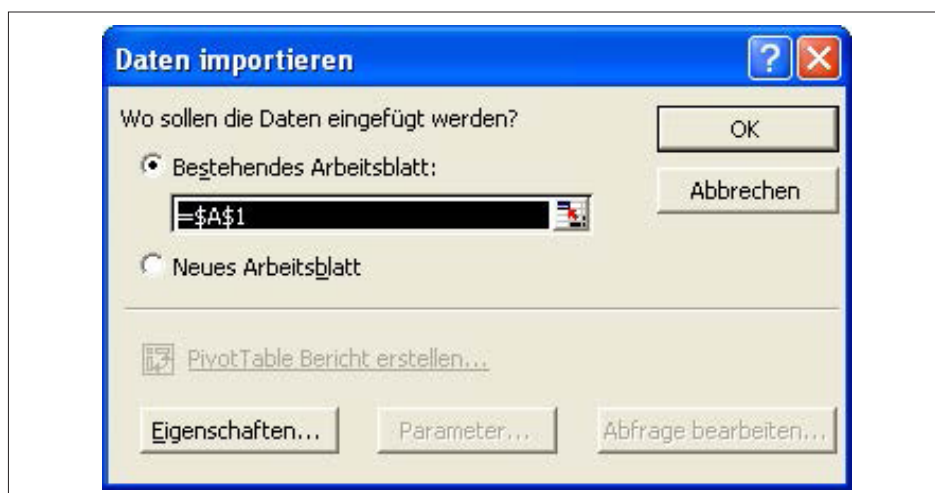 Daten importieren
Wo sollen die Daten eingefügt werden?
OK
Bestehendes Arbeitsblatt:
Abbrechen
=$A$1
Neues Arbeitsblatt
PivotTable Bericht erstellen...
Eigenschaften...
Parameter...
Abfrage bearbeiten...